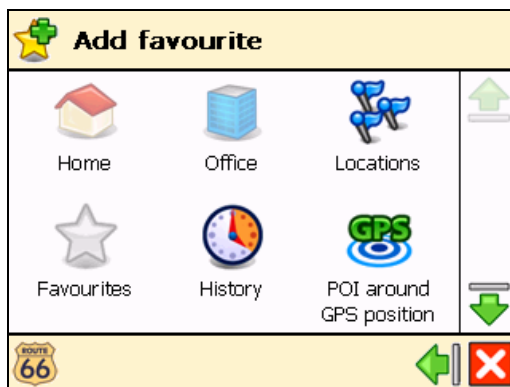 Add favourite
Home
Office
Locations
GPS
Favourites
History
POI around
GPS position
ROUTE
66